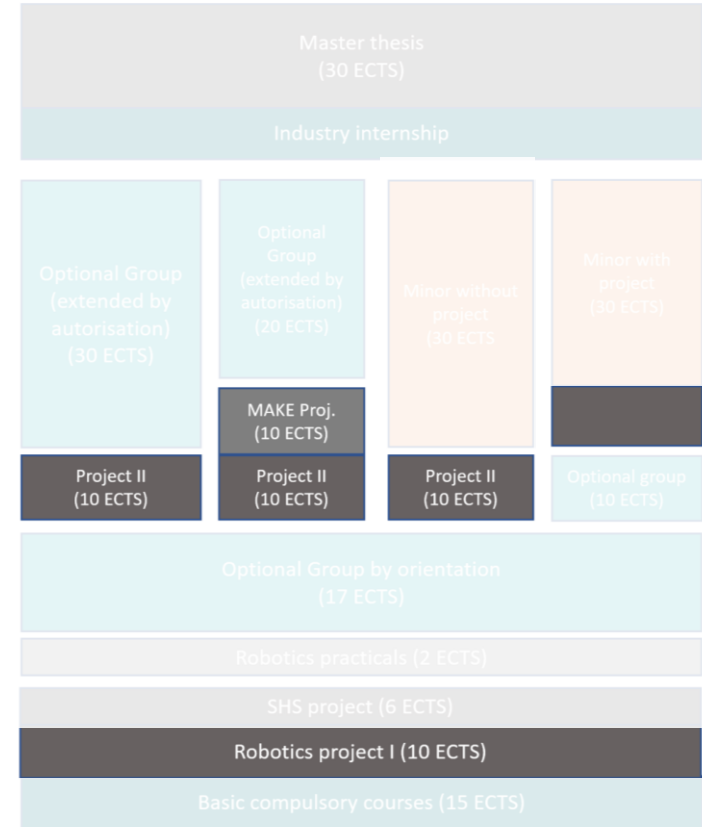 Master thesis
(30 ECTS)
Industry internship
Optional Group
(extended by
autorisation)
(30 ECTS)
Optional
Group
(extended by
autorisation)
(20 ECTS)
MAKE Proj.
(10 ECTS)
Minor without
project
(30 ECTS
Minor with
project
(30 ECTS)
Project II
(10 ECTS)
Project II
(10 ECTS)
Project II
(10 ECTS)
Optional group
(10 ECTS)
Optional Group by orientation
(17 ECTS)
Robotics practicals (2 ECTS)
SHS project (6 ECTS)
Robotics project I (10 ECTS)
Basic compulsory courses (15 ECTS)